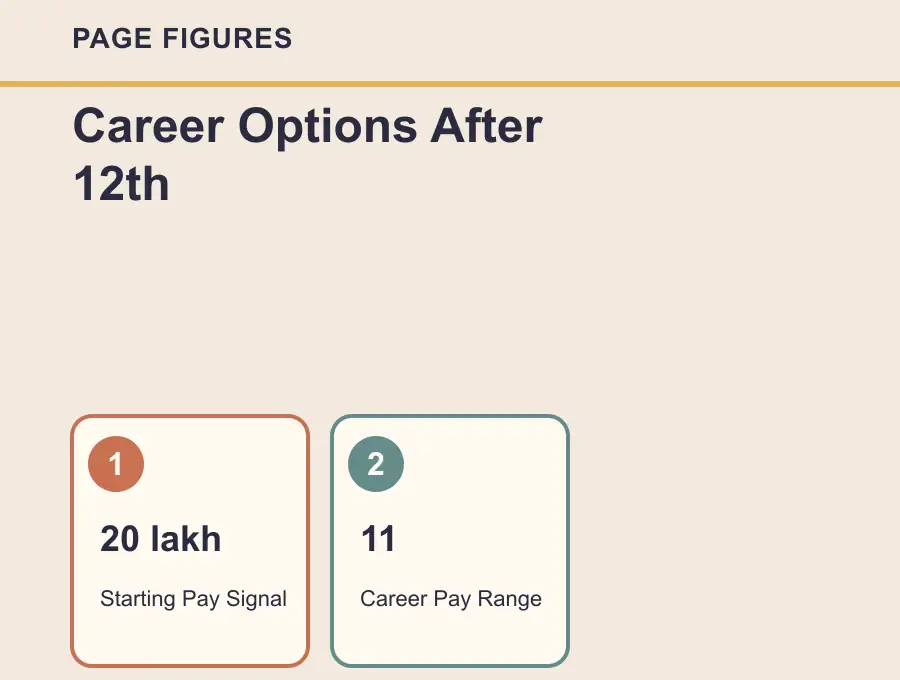 PAGE FIGURES
Career Options After
12th
1
20 lakh
Starting Pay Signal
2
11
Career Pay Range